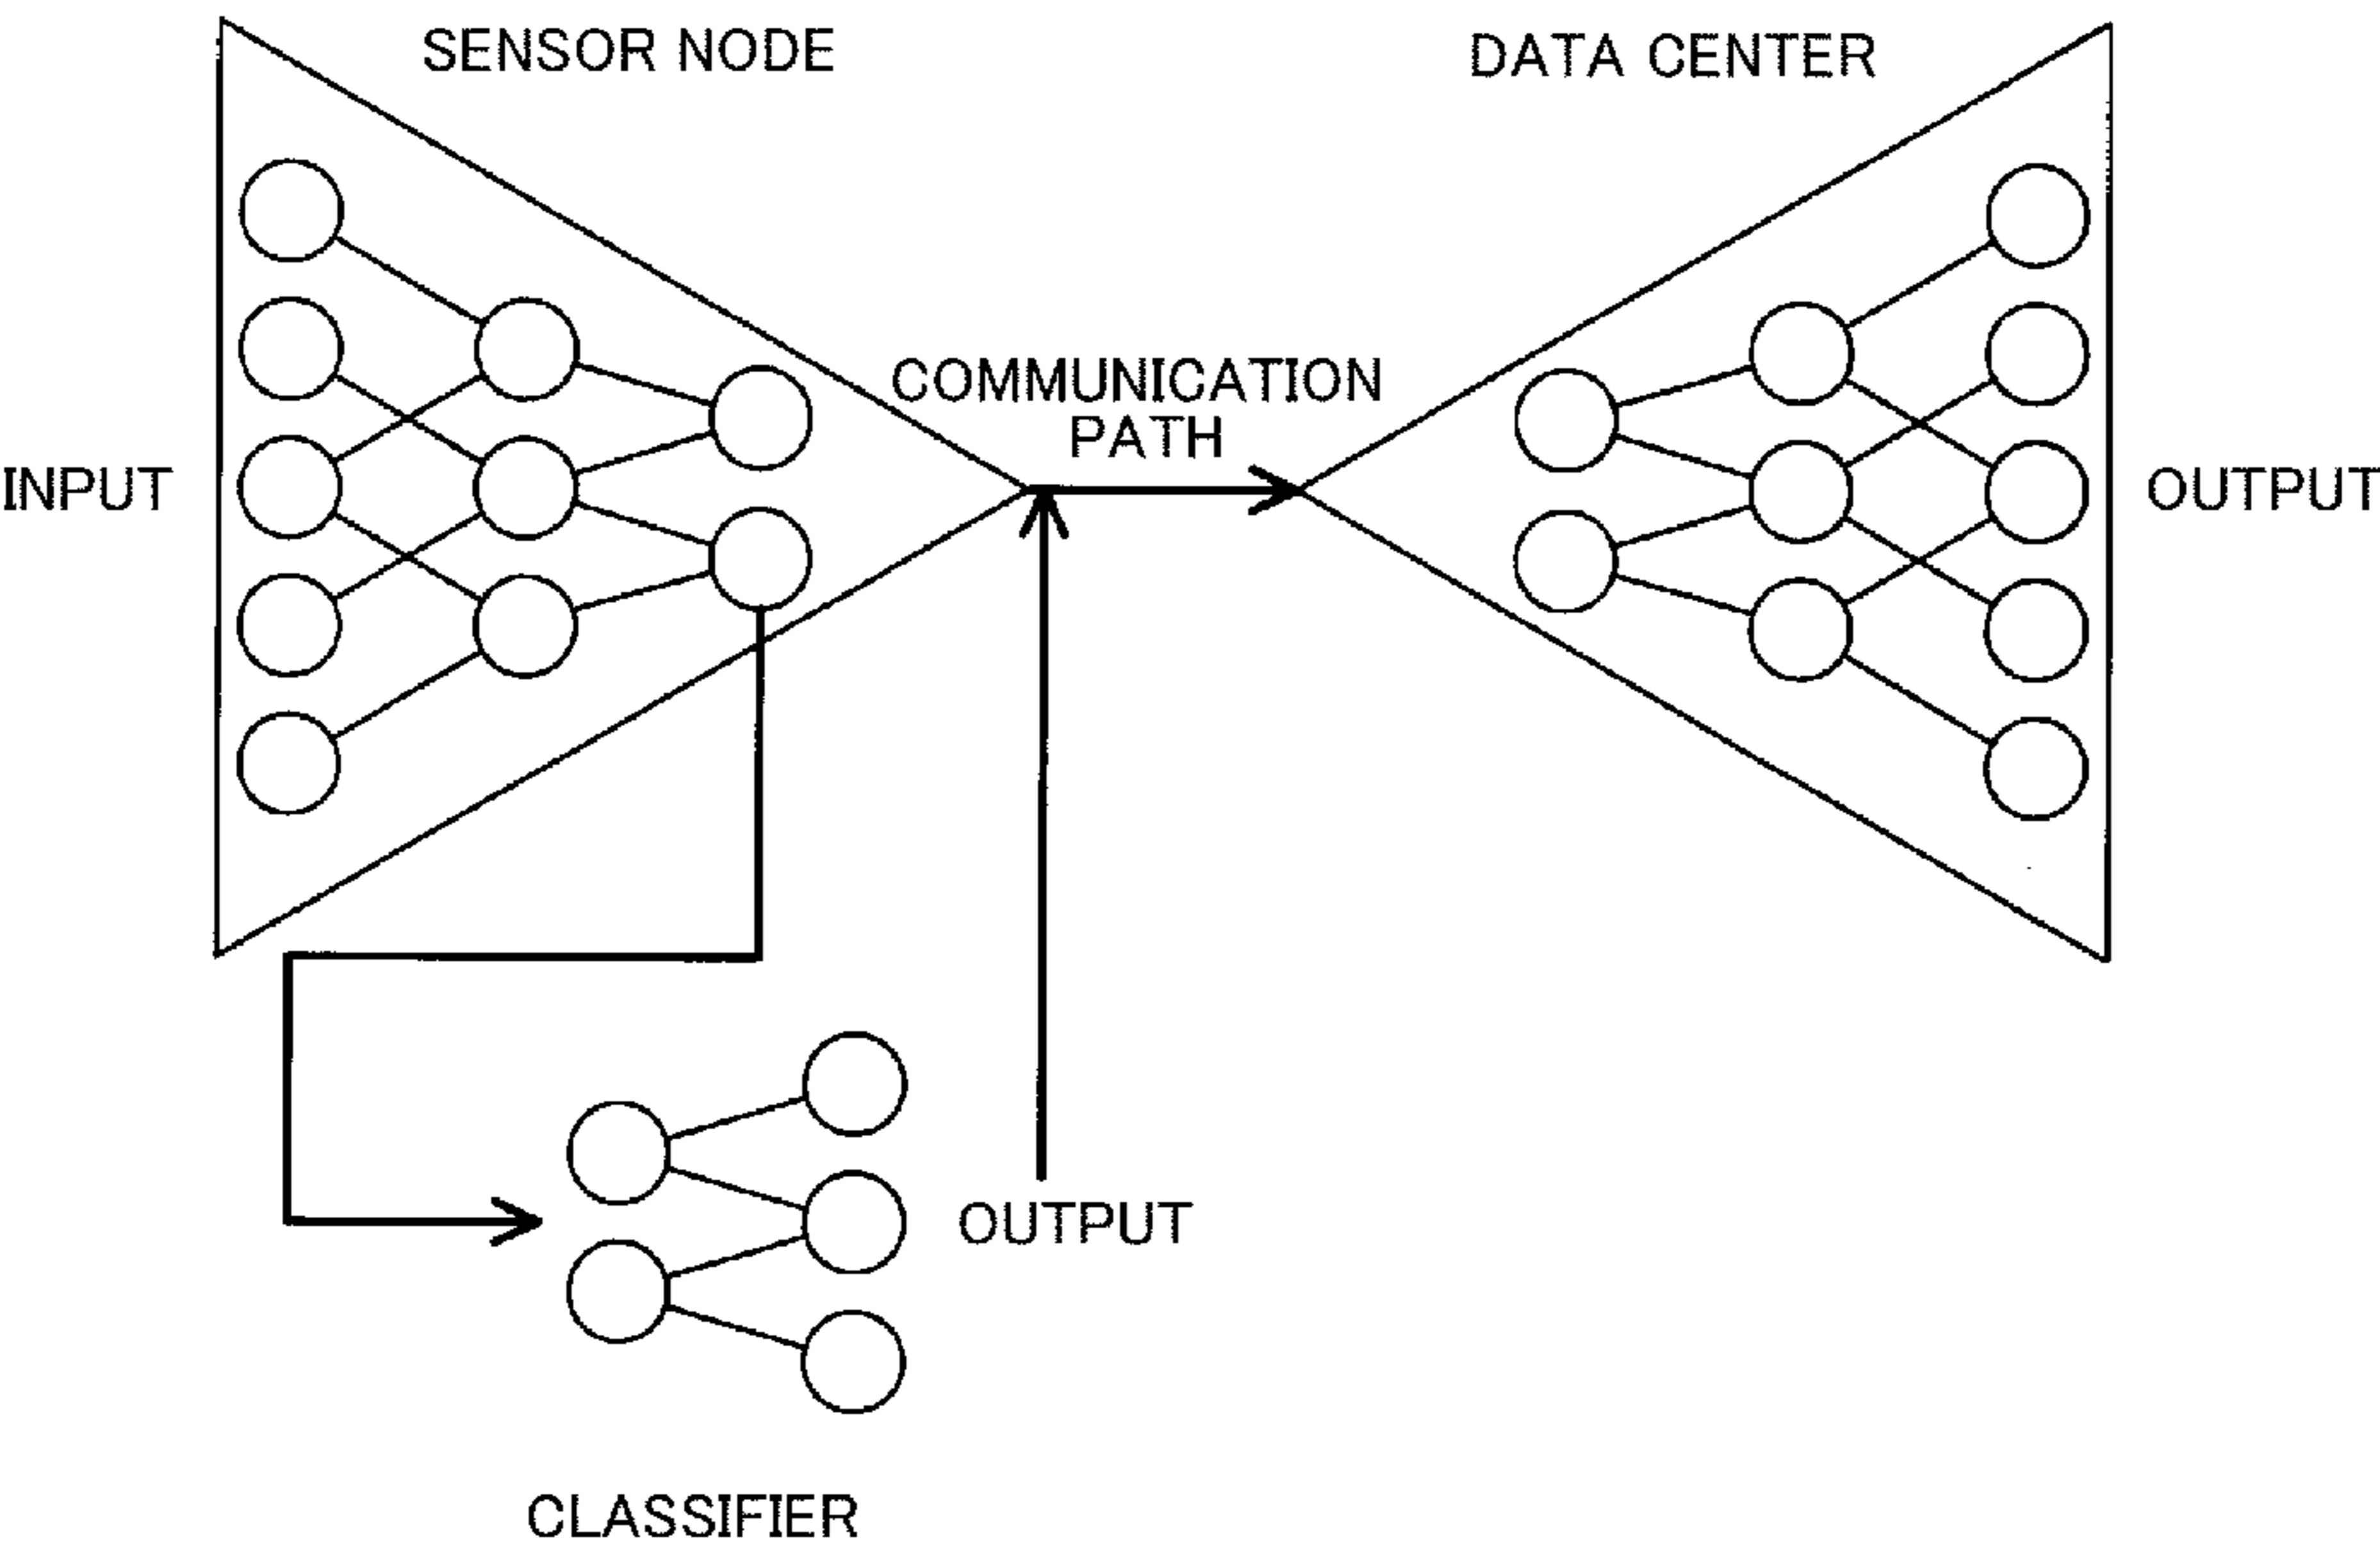 SENSOR NODE
DATA CENTER
COMMUNICATION
PATH
INPUT
OUTPUT
OUTPUT
CLASSIFIER